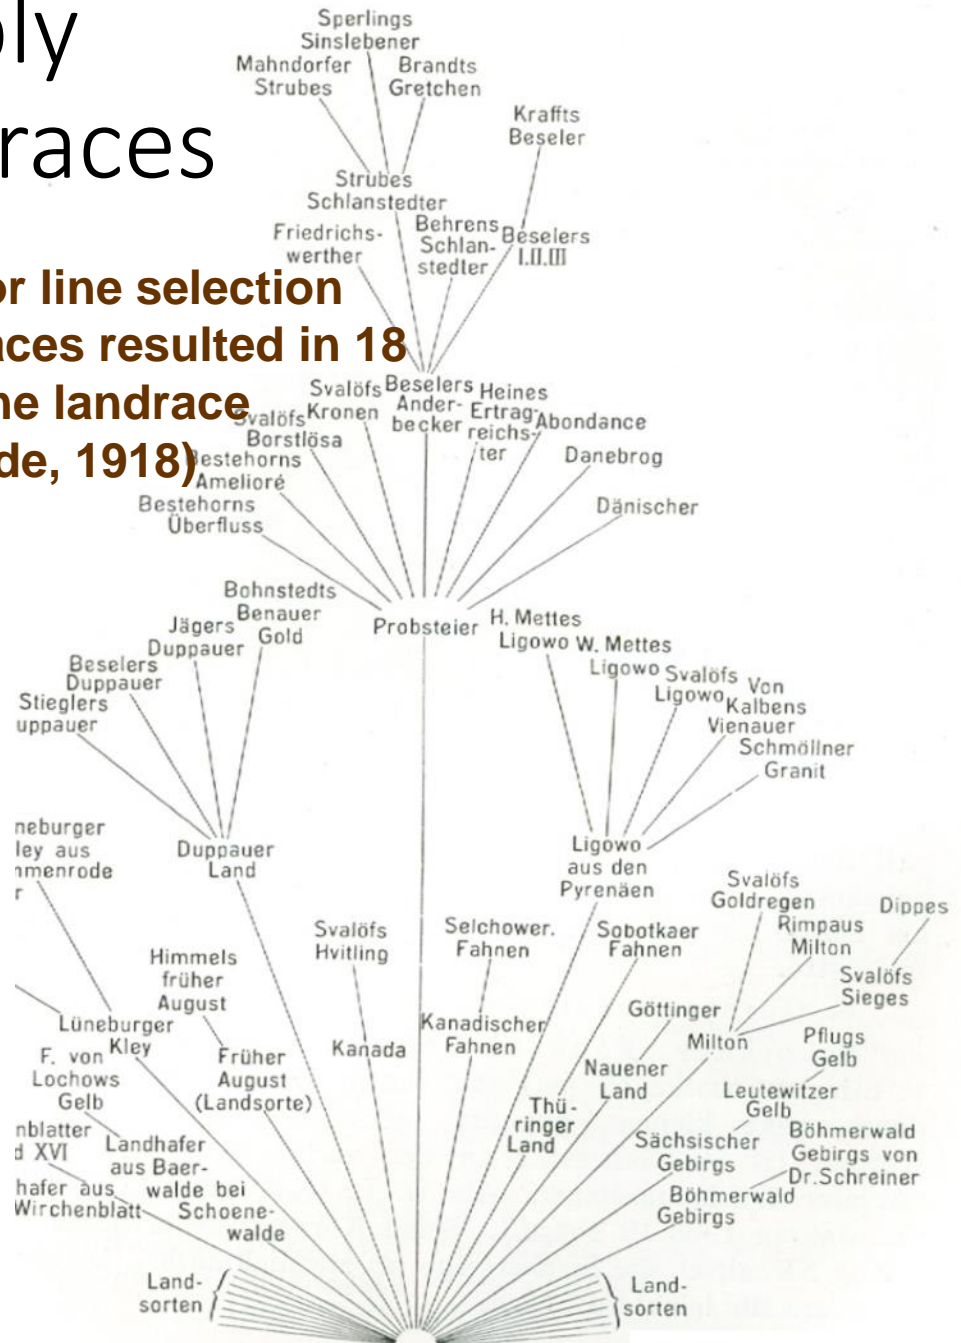 ply
races
or line selection
aces resulted in 18
ne landrace
de, 1918)
Sperlings
Sinslebener
Mahndorfer
Strubes
Brandts
Gretchen
Kraffts
Beseler
Strubes
Schlanstedter
Friedrichs-
werther
Behrens
Schlan-
stedter
Beselers
I.II.III
Svalöfs
Borstlösa
Svalöfs
Kronen
Beselers
Ander-
becker
Heines
Ertrag-
reichs-
ter
Abondance
Danebrog
Dänischer
Bestehorns
Amelioré
Bestehorns
Überfluss
Probsteier
Bohnstedts
Benauer
Gold
Jägers
Duppauer
Beselers
Duppauer
Stieglers
uppauer
H. Mettes
Ligowo
W. Mettes
Ligowo
Svalöfs
Ligowo
Von
Kalbens
Vienauer
Schmöllner
Granit
neburger
ley aus
mmenrode
r
Duppauer
Land
Ligowo
aus den
Pyrenäen
Svalöfs
Goldregen
Rimpaus
Milton
Dippes
Svalöfs
Sieges
Himmels
früher
August
Svalöfs
Hvitling
Selchower.
Fahnen
Sobotkaer
Fahnen
Lüneburger
Kley
Früher
August
(Landsorte)
Kanada
Kanadischer
Fahnen
Göttinger
Milton
Pflugs
Gelb
Nauener
Land
Leutewitzer
Gelb
F. von
Lochows
Gelb
Thü-
ringer
Land
Sächsischer
Gebirgs
Böhmerwald
Gebirgs von
Dr.Schreiner
nblatter
d XVI
Landhafer
aus Baer-
walde bei
Schoene-
walde
hafer aus
Wirchenblatt
Böhmerwald
Gebirgs
Land-
sorten
Land-
sorten